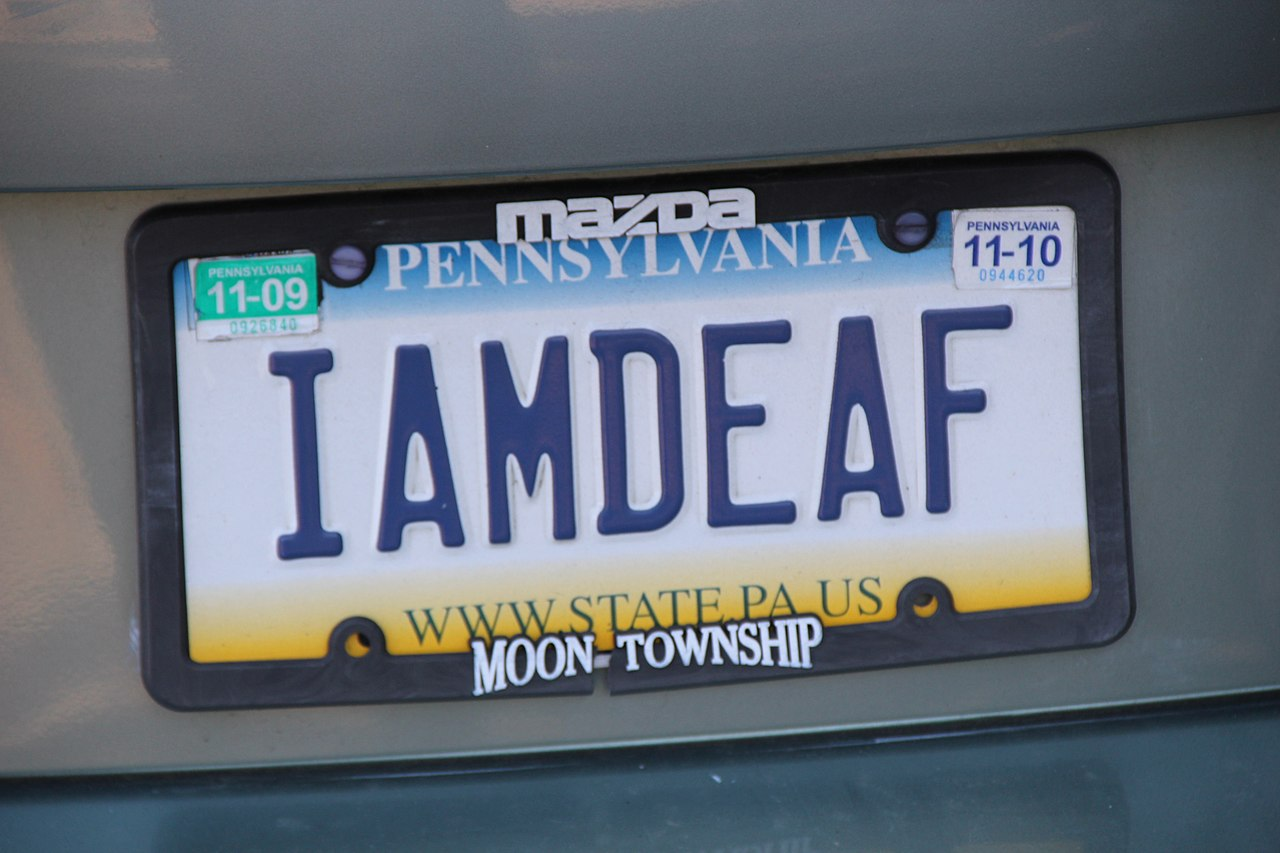 mazda
PENNSYLVANIA
PENNSYLVANIA
11-09
0926840
PENNSYLVANIA
11-10
0944620
IAMDEAF
WWW.STATE.PA.US
MOON TOWNSHIP